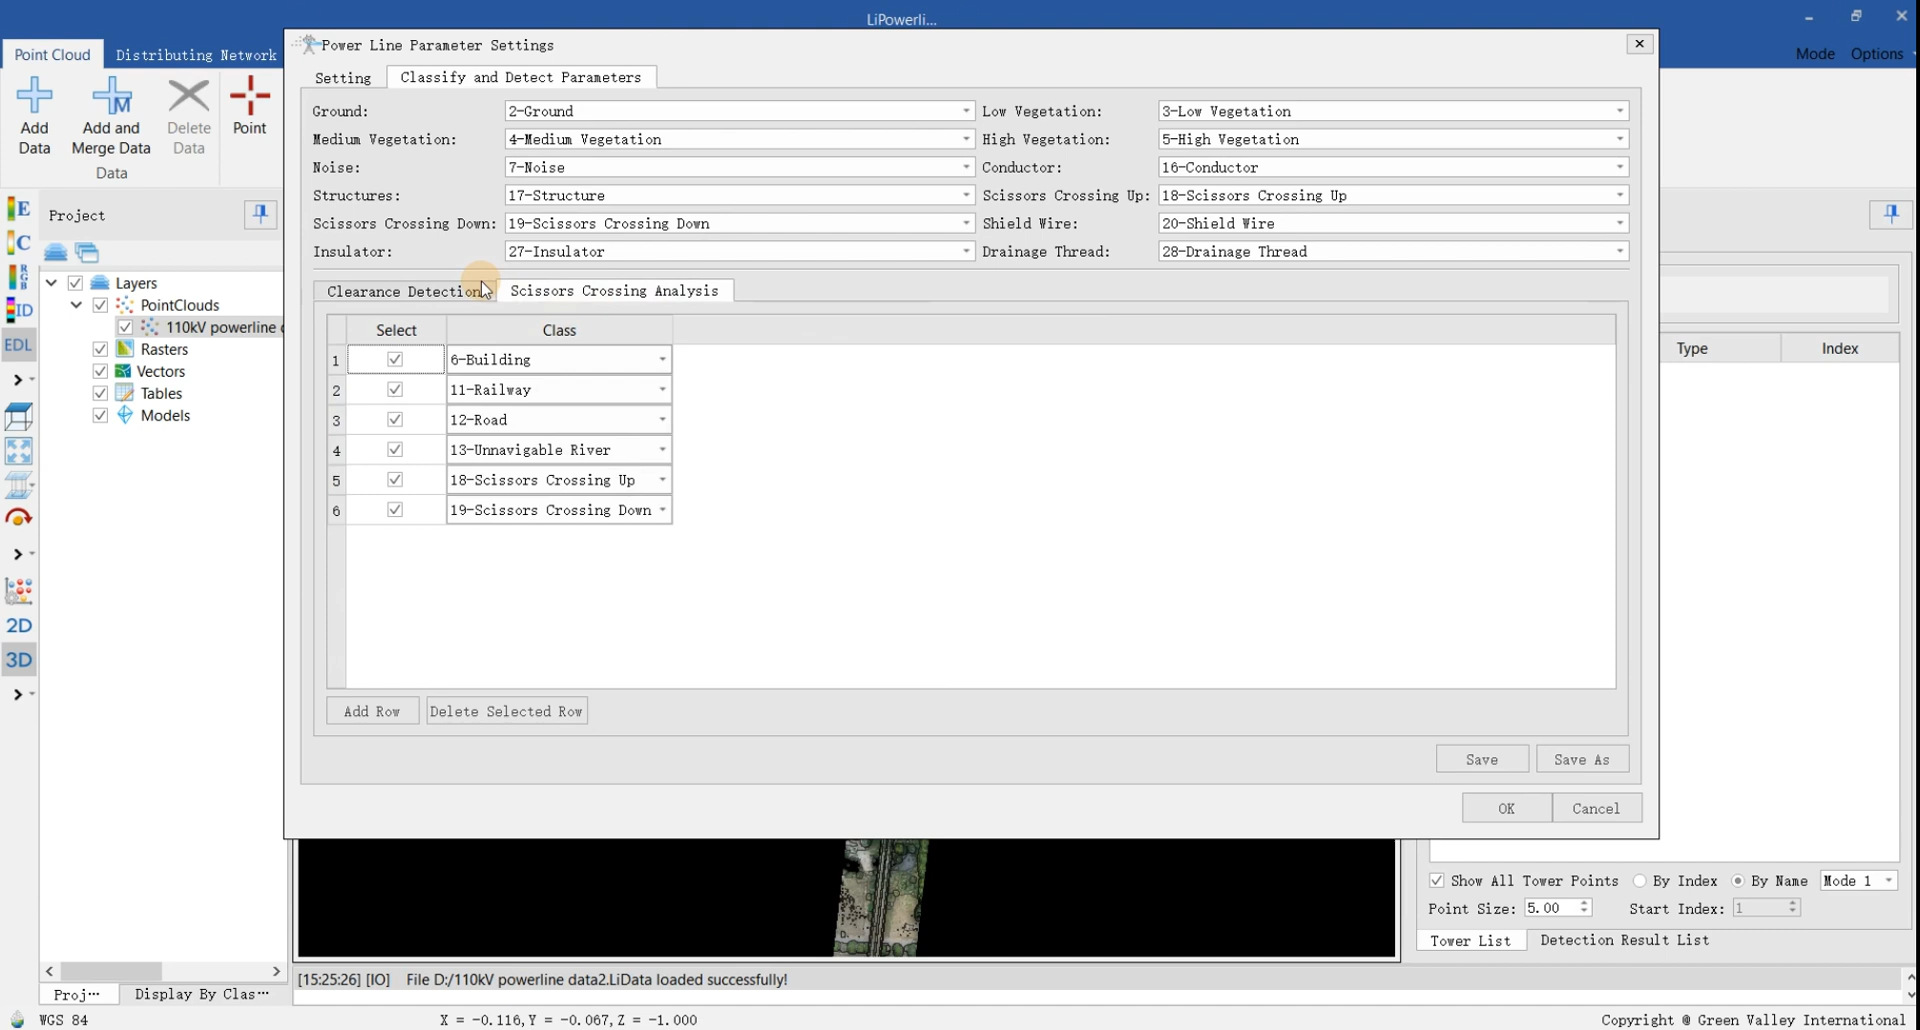 LiPowerli...
Power Line Parameter Settings
Point Cloud
Distributing Network
Mode
Options
Setting
Classify and Detect Parameters
Add Data
Add and Merge Data
Delete Data
Point
Data
Ground:
2-Ground
Low Vegetation:
3-Low Vegetation
Medium Vegetation:
4-Medium Vegetation
High Vegetation:
5-High Vegetation
Noise:
7-Noise
Conductor:
16-Conductor
Structures:
17-Structure
Scissors Crossing Up:
18-Scissors Crossing Up
Scissors Crossing Down:
19-Scissors Crossing Down
Shield Wire:
20-Shield Wire
Insulator:
27-Insulator
Drainage Thread:
28-Drainage Thread
Project
Clearance Detection
Scissors Crossing Analysis
E
C
RGB
ID
EDL
2D
3D
Layers
PointClouds
110kV powerline
Rasters
Vectors
Tables
Models
Select
Class
1
6-Building
2
11-Railway
3
12-Road
4
13-Unnavigable River
5
18-Scissors Crossing Up
6
19-Scissors Crossing Down
Type
Index
Add Row
Delete Selected Row
Save
Save As
OK
Cancel
Show All Tower Points
By Index
By Name
Mode 1
Point Size:
5.00
Start Index:
1
Tower List
Detection Result List
[15:25:26] [IO] File D:/110kV powerline data2.LiData loaded successfully!
Proj···
Display By Clas···
WGS 84
X = -0.116, Y = -0.067, Z = -1.000
Copyright @ Green Valley International